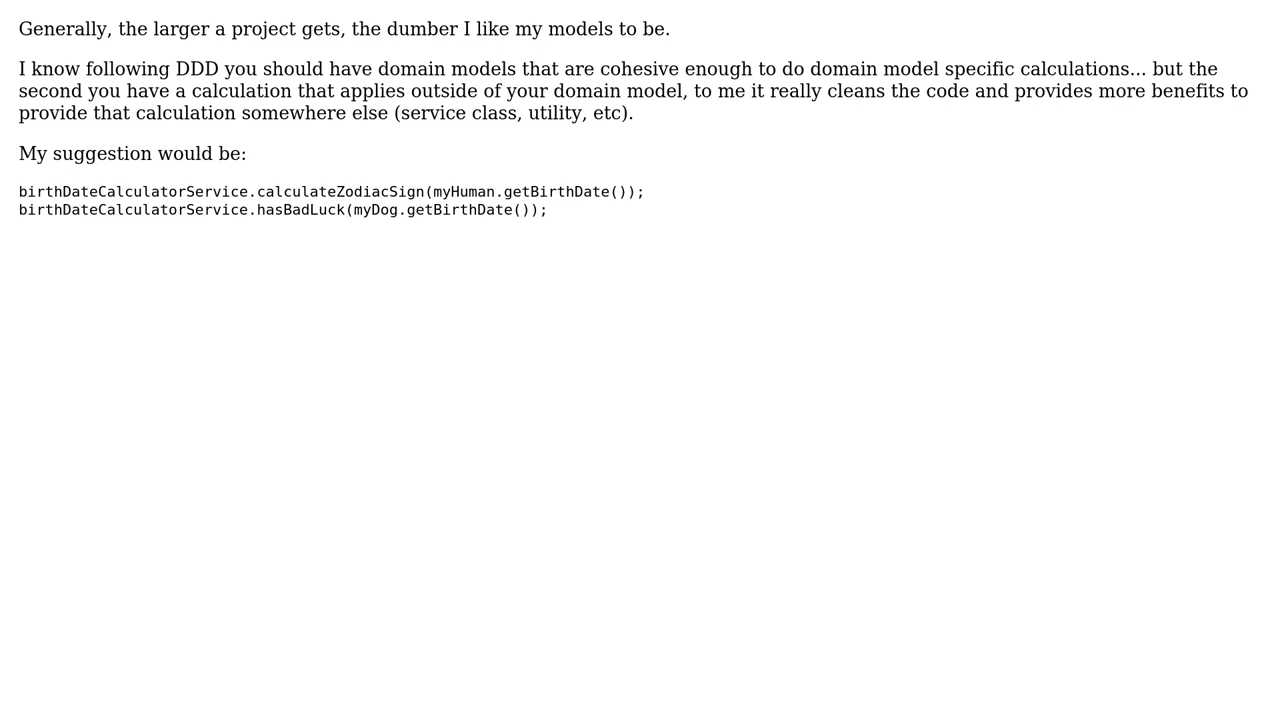 Generally, the larger a project gets, the dumber I like my models to be.
I know following DDD you should have domain models that are cohesive enough to do domain model specific calculations... but the
second you have a calculation that applies outside of your domain model, to me it really cleans the code and provides more benefits to
provide that calculation somewhere else (service class, utility, etc).
My suggestion would be:
birthDateCalculatorService.calculateZodiacSign(myHuman.getBirthDate());
birthDateCalculatorService.hasBadLuck(myDog.getBirthDate());